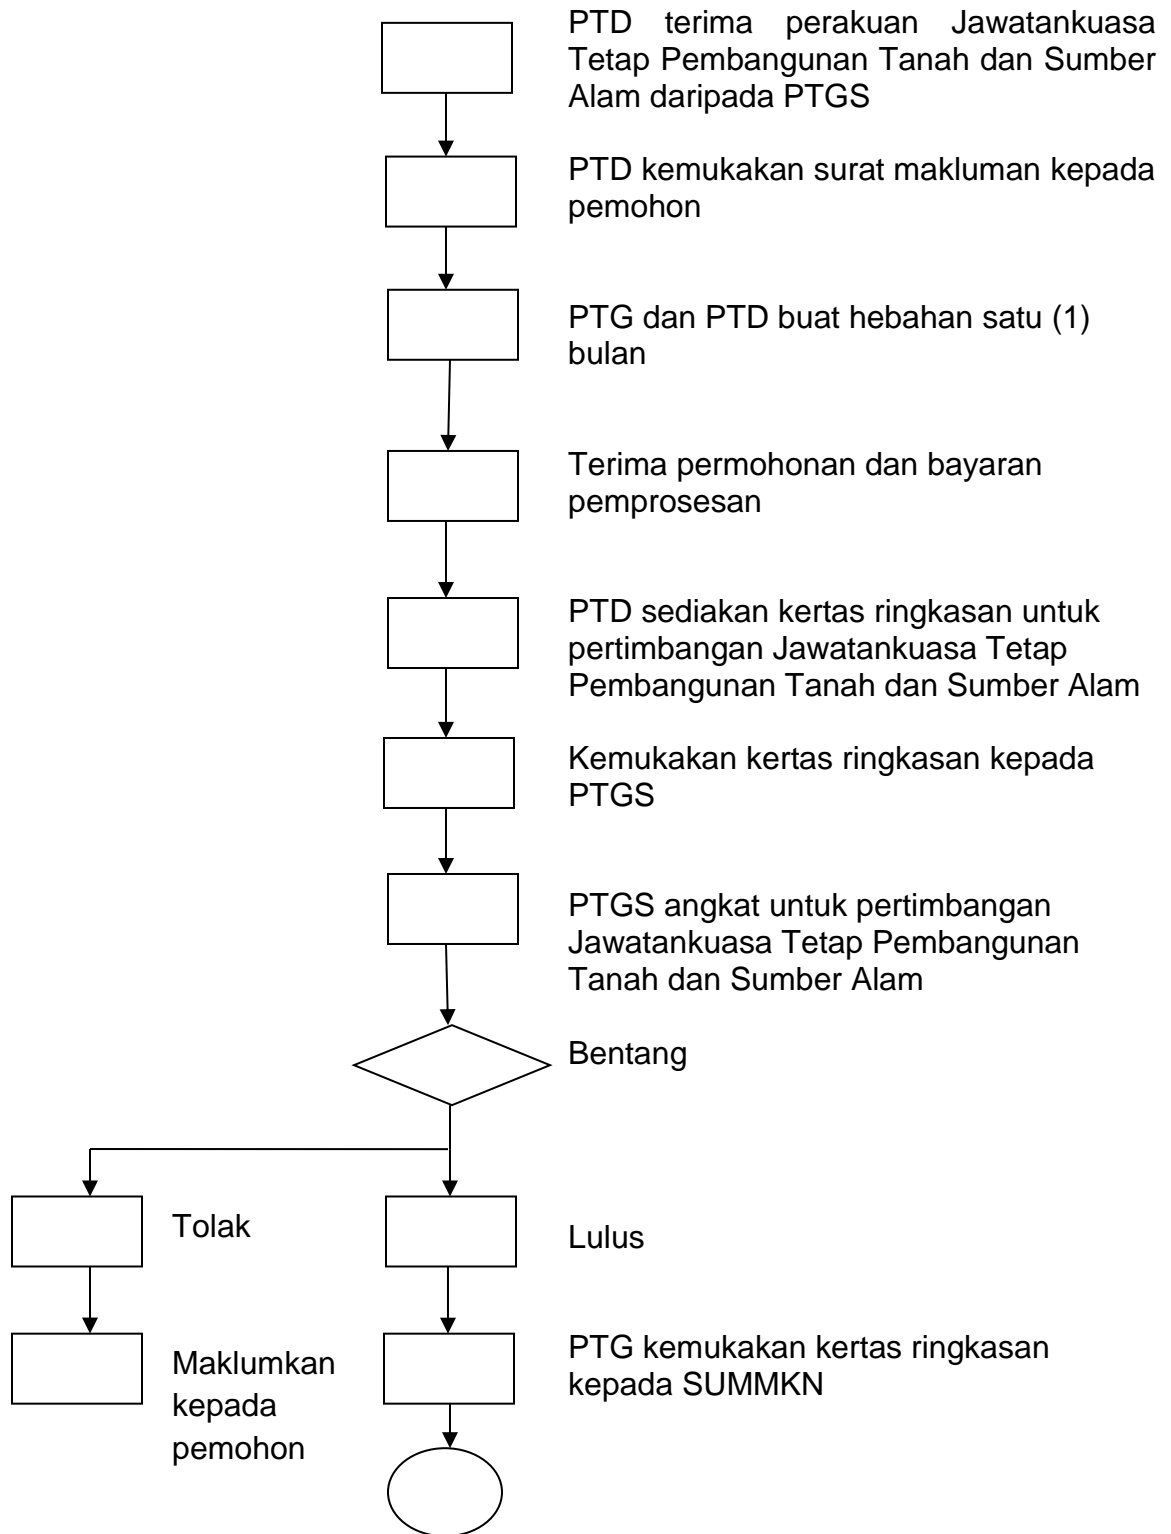 PTD terima perakuan Jawatankuasa
Tetap Pembangunan Tanah dan Sumber
Alam daripada PTGS
PTD kemukakan surat makluman kepada
pemohon
PTG dan PTD buat hebahan satu (1)
bulan
Terima permohonan dan bayaran
pemprosesan
PTD sediakan kertas ringkasan untuk
pertimbangan Jawatankuasa Tetap
Pembangunan Tanah dan Sumber Alam
Kemukakan kertas ringkasan kepada
PTGS
PTGS angkat untuk pertimbangan
Jawatankuasa Tetap Pembangunan
Tanah dan Sumber Alam
Bentang
Tolak
Lulus
Maklumkan
kepada
pemohon
PTG kemukakan kertas ringkasan
kepada SUMMKN